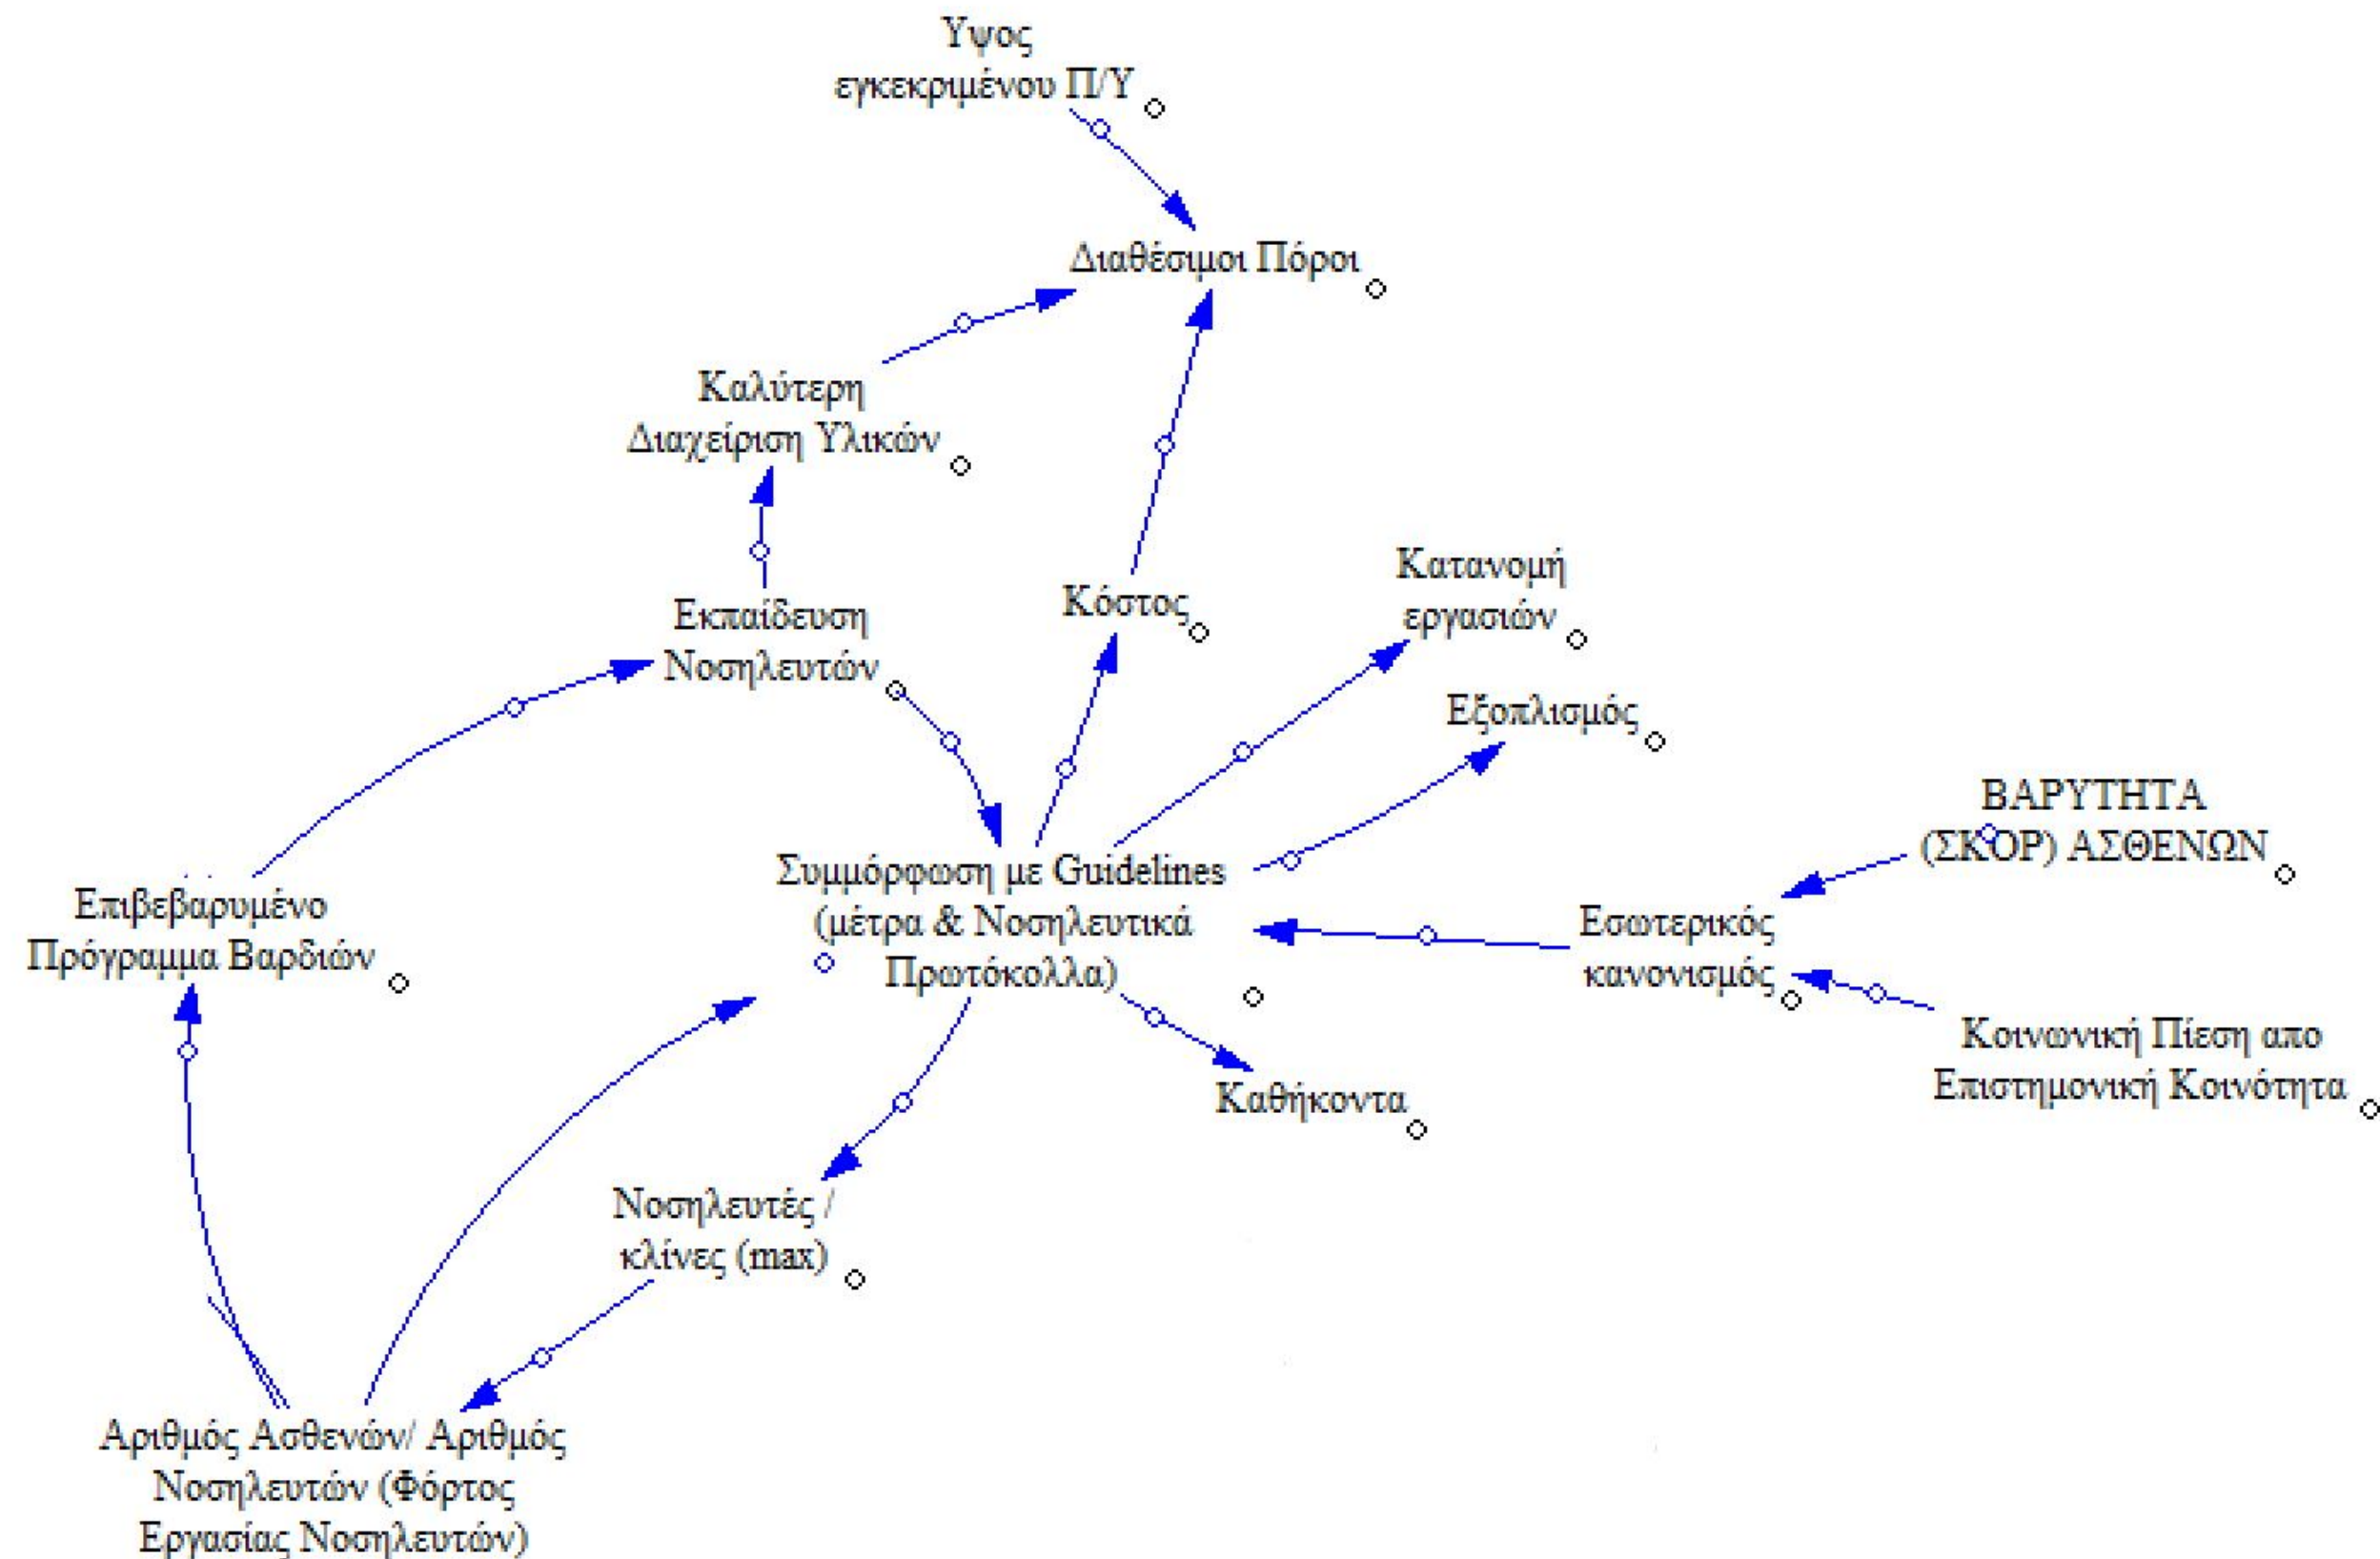 Υψος
εγκεκριμένου Π/Υ
Διαθέσιμοι Πόροι
Καλύτερη
Διαχείριση Υλικών
Κατανομή
εργασιών
Κόστος
Εκπαίδευση
Νοσηλευτών
Εξοπλισμός
ΒΑΡΥΤΗΤΑ
(ΣΚΟΡ) ΑΣΘΕΝΩΝ
Συμμόρφωση με Guidelines
(μέτρα & Νοσηλευτικά
Πρωτόκολλα)
Επιβεβαρυμένο
Πρόγραμμα Βαρδιών
Εσωτερικός
κανονισμός
Κοινωνική Πίεση απο
Επιστημονική Κοινότητα
Καθήκοντα
Νοσηλευτές /
κλίνες (max)
Αριθμός Ασθενών/ Αριθμός
Νοσηλευτών (Φόρτος
Εργασίας Νοσηλευτών)